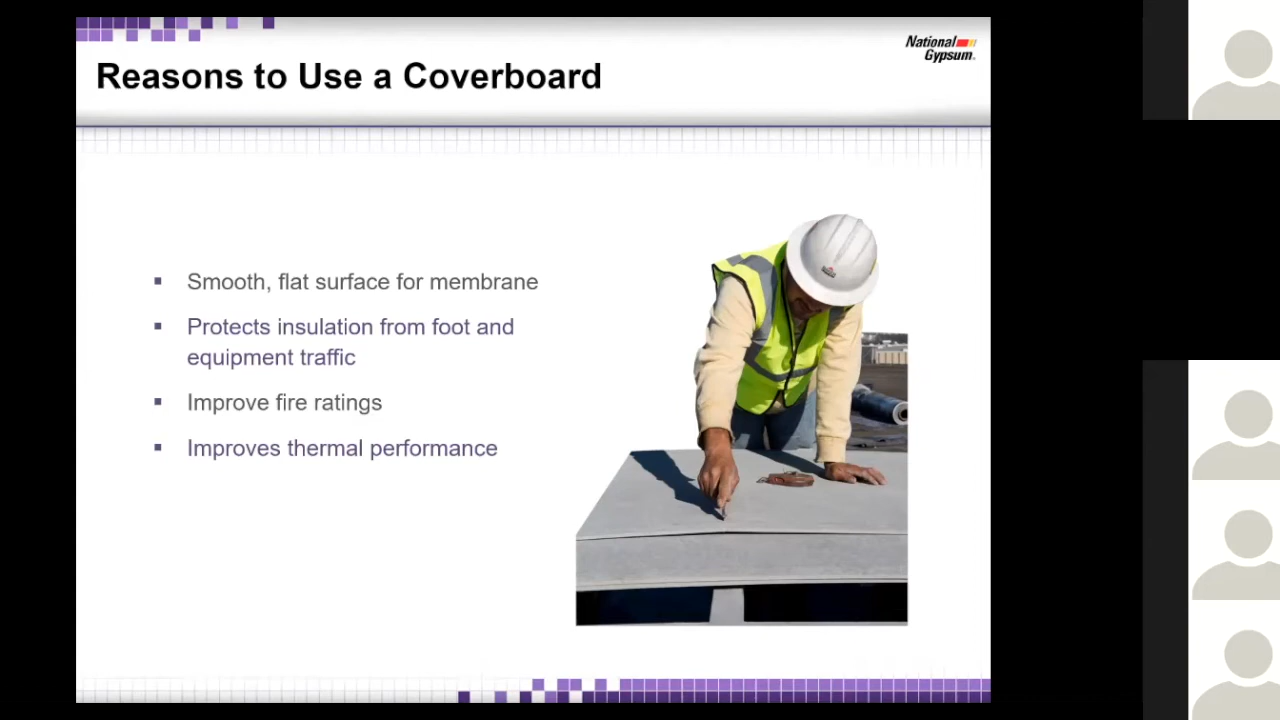 National
Gypsum®
Reasons to Use a Coverboard
Smooth, flat surface for membrane
Protects insulation from foot and
equipment traffic
Improve fire ratings
Improves thermal performance